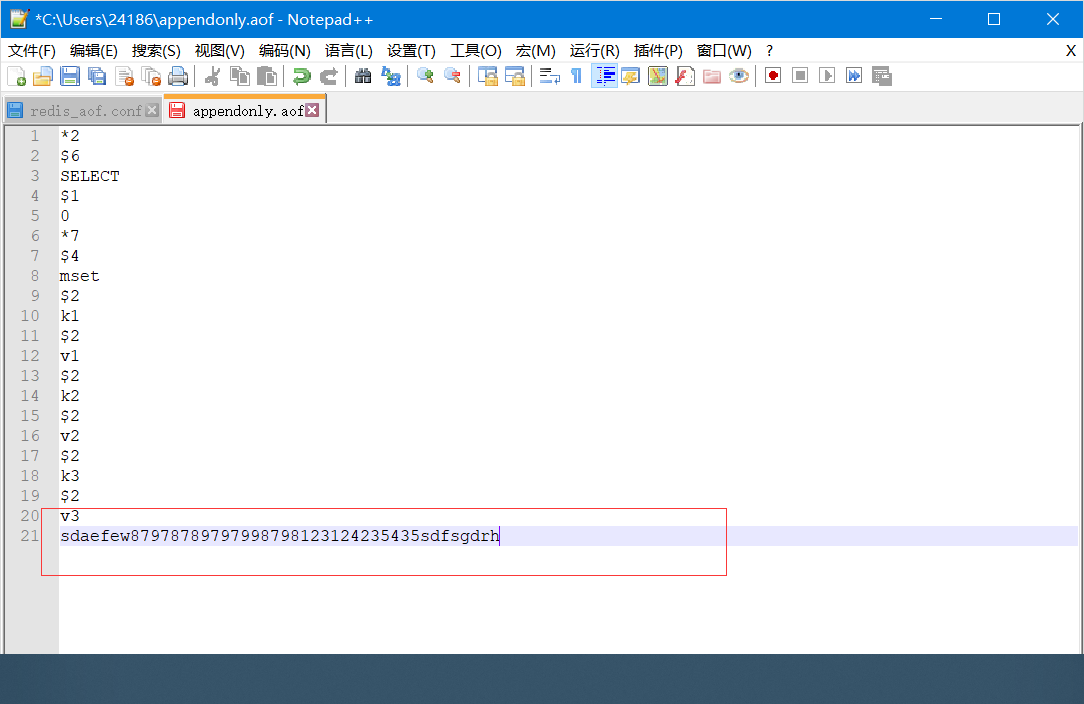 *C:\Users\24186\appendonly.aof - Notepad++
文件(F) 编辑(E) 搜索(S) 视图(V) 编码(N) 语言(L) 设置(T) 工具(O) 宏(M) 运行(R) 插件(P) 窗口(W) ? X
redis_aof.conf appendonly.aof
1 *2
2 $6
3 SELECT
4 $1
5 0
6 *7
7 $4
8 mset
9 $2
10 k1
11 $2
12 v1
13 $2
14 k2
15 $2
16 v2
17 $2
18 k3
19 $2
20 v3
21 sdaefew87978789797998798123124235435sdfsgdrh